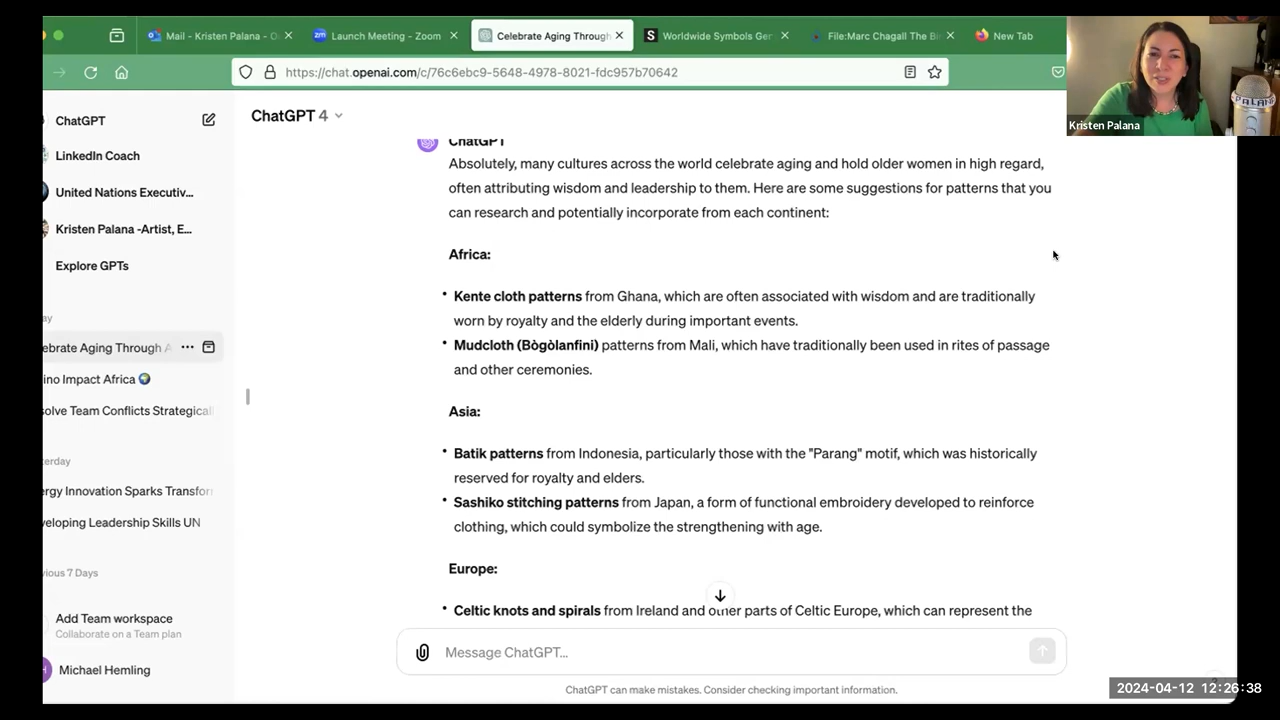 Mail - Kristen Palana - O
Launch Meeting - Zoom
Celebrate Aging Through
Worldwide Symbols Ger
File:Marc Chagall The Bi
New Tab
https://chat.openai.com/c/76c6ebc9-5648-4978-8021-fdc957b70642
PALANA
Kristen Palana
ChatGPT
LinkedIn Coach
United Nations Executiv...
Kristen Palana -Artist, E...
Explore GPTs
ay
ebrate Aging Through A
ino Impact Africa 🌍
solve Team Conflicts Strategicall
terday
ergy Innovation Sparks Transfor
veloping Leadership Skills UN
vious 7 Days
Add Team workspace
Collaborate on a Team plan
Michael Hemling
ChatGPT 4
ChatGPT
Absolutely, many cultures across the world celebrate aging and hold older women in high regard,
often attributing wisdom and leadership to them. Here are some suggestions for patterns that you
can research and potentially incorporate from each continent:
Africa:
• Kente cloth patterns from Ghana, which are often associated with wisdom and are traditionally
worn by royalty and the elderly during important events.
• Mudcloth (Bògòlanfini) patterns from Mali, which have traditionally been used in rites of passage
and other ceremonies.
Asia:
• Batik patterns from Indonesia, particularly those with the "Parang" motif, which was historically
reserved for royalty and elders.
• Sashiko stitching patterns from Japan, a form of functional embroidery developed to reinforce
clothing, which could symbolize the strengthening with age.
Europe:
• Celtic knots and spirals from Ireland and other parts of Celtic Europe, which can represent the
Message ChatGPT...
ChatGPT can make mistakes. Consider checking important information.
2024-04-12 12:26:38